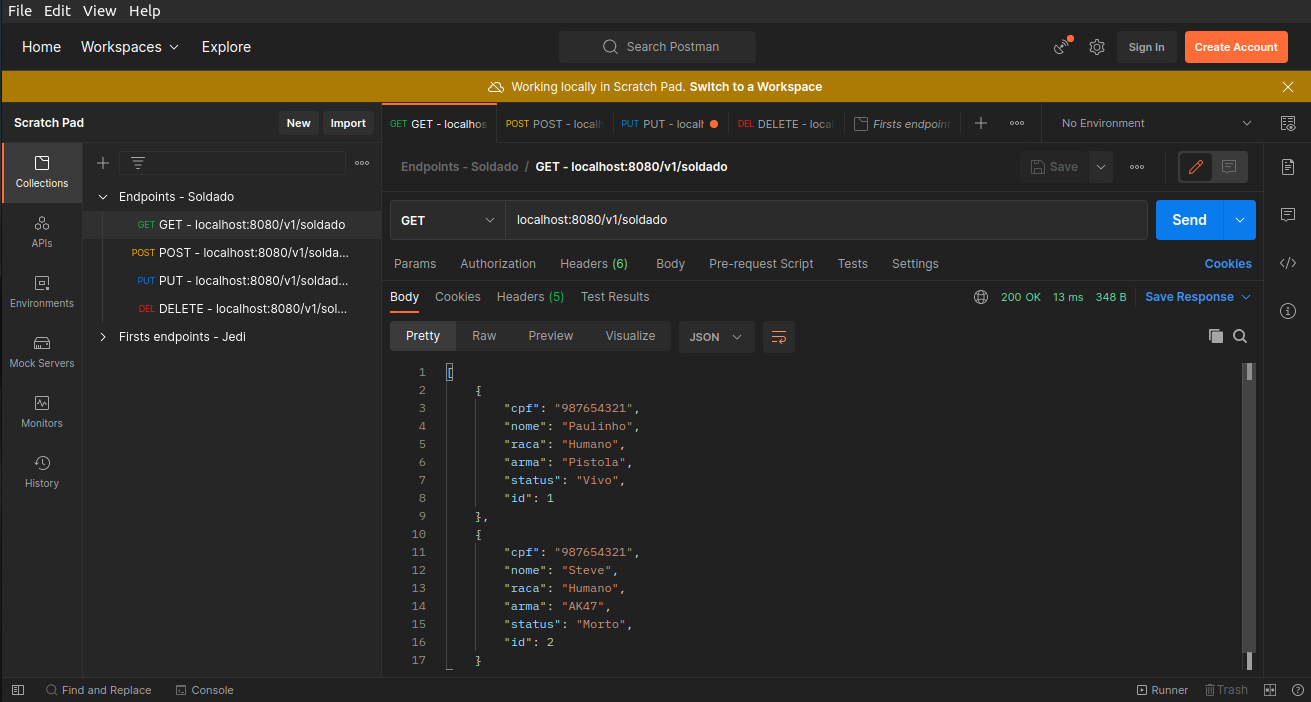 File Edit View Help
Home Workspaces Explore Search Postman Sign In Create Account
Working locally in Scratch Pad. Switch to a Workspace
Scratch Pad New Import
GET GET - localhos POST POST - localh PUT PUT - localh DEL DELETE - local Firsts endpoint No Environment
Endpoints - Soldado / GET - localhost:8080/v1/soldado Save
Collections
APIs
Environments
Mock Servers
Monitors
History
Endpoints - Soldado
GET GET - localhost:8080/v1/soldado
POST POST - localhost:8080/v1/solda...
PUT PUT - localhost:8080/v1/soldad...
DEL DELETE - localhost:8080/v1/sol...
Firsts endpoints - Jedi
GET localhost:8080/v1/soldado Send
Params Authorization Headers (6) Body Pre-request Script Tests Settings Cookies
Body Cookies Headers (5) Test Results 200 OK 13 ms 348 B Save Response
Pretty Raw Preview Visualize JSON
1 [
2 {
3 "cpf": "987654321",
4 "nome": "Paulinho",
5 "raca": "Humano",
6 "arma": "Pistola",
7 "status": "Vivo",
8 "id": 1
9 },
10 {
11 "cpf": "987654321",
12 "nome": "Steve",
13 "raca": "Humano",
14 "arma": "AK47",
15 "status": "Morto",
16 "id": 2
17 }
Find and Replace Console Runner Trash